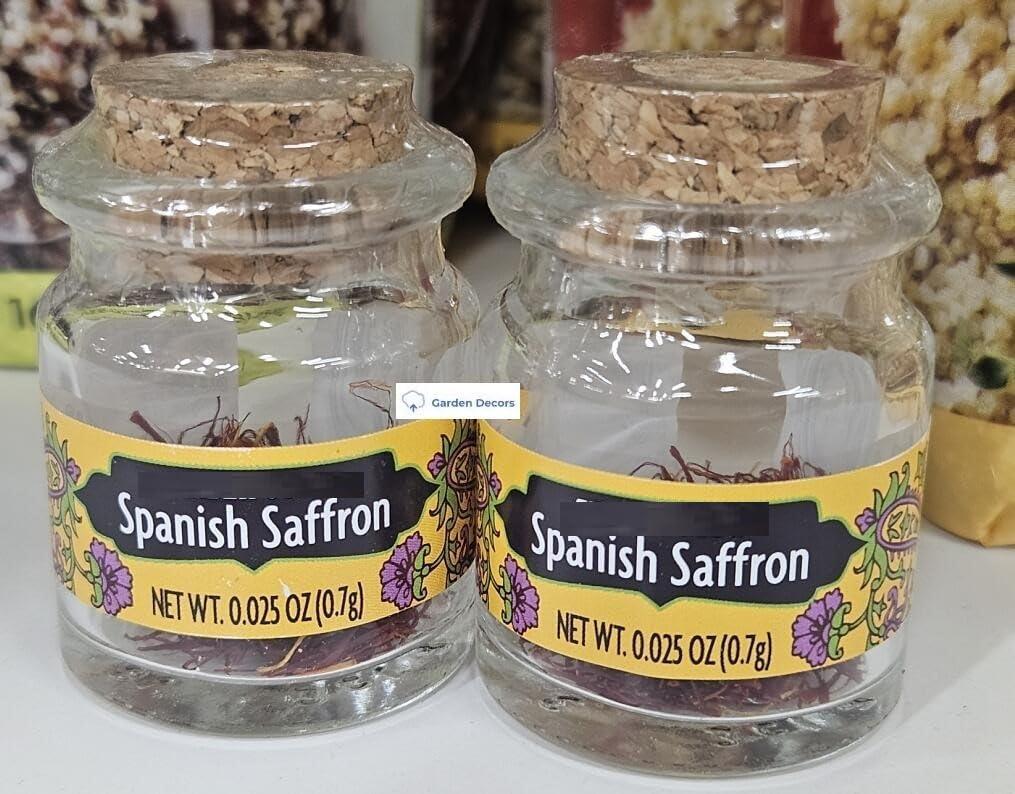 Garden Decors
Spanish Saffron
NET WT. 0.025 OZ (0.7g)
Spanish Saffron
NET WT. 0.025 OZ (0.7g)